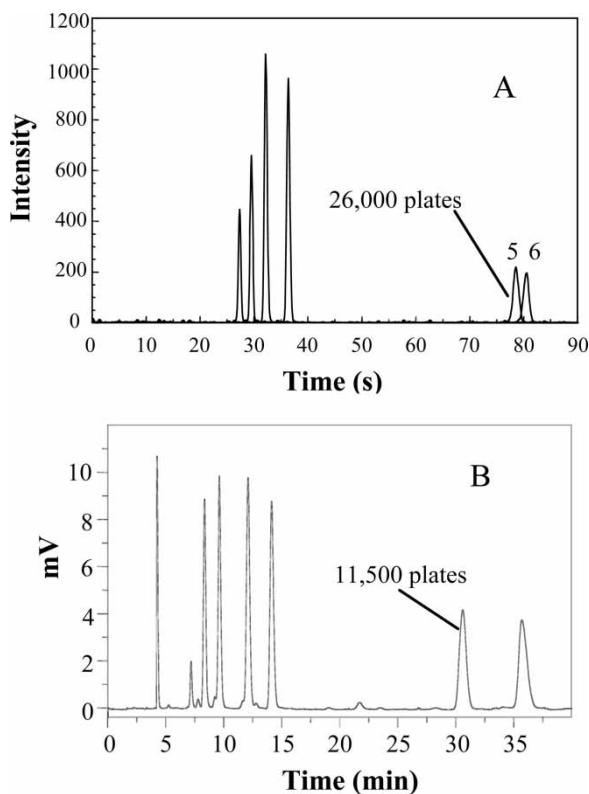 1200
1000
800
600
400
200
0
Intensity
A
26,000 plates
5 6
0 10 20 30 40 50 60 70 80 90
Time (s)
10
8
6
4
2
0
mV
B
11,500 plates
0 5 10 15 20 25 30 35
Time (min)